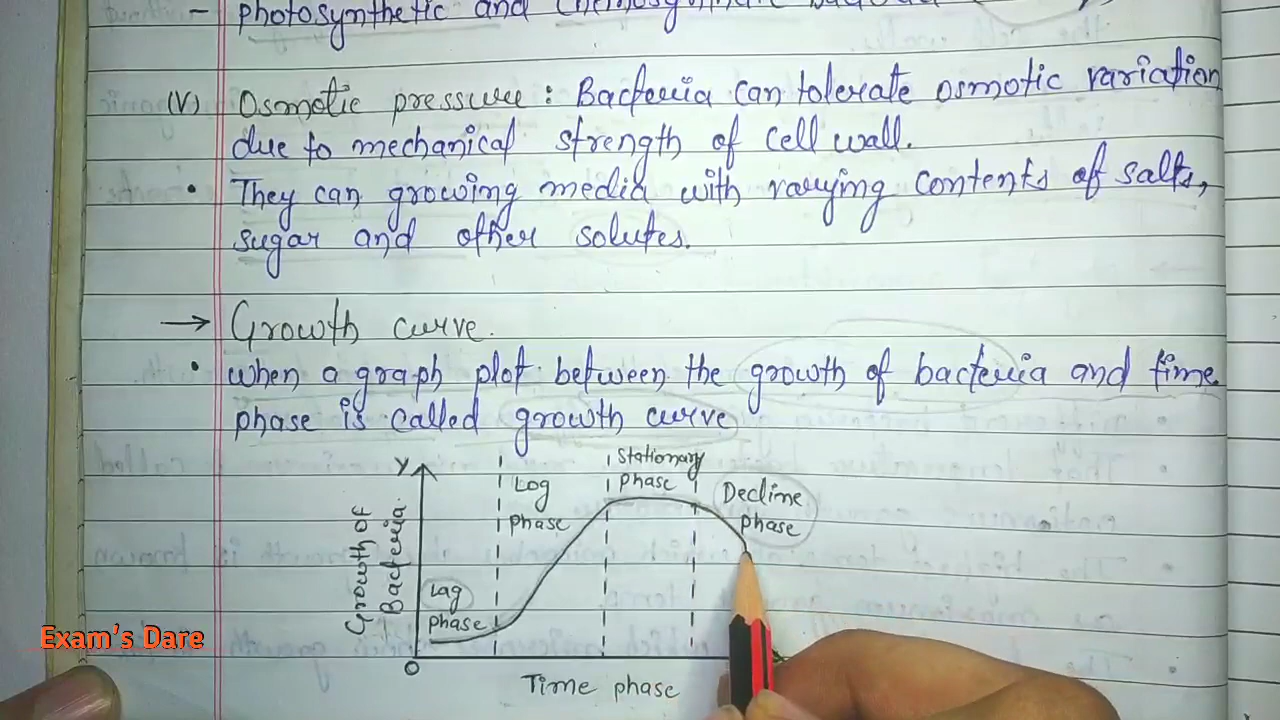 - photosynthetic and
(V) Osmotic pressure : Bacteria can tolerate osmotic variation
due to mechanical strength of cell wall.
• They can growing media with varying contents of salts,
sugar and other solutes.
→ Growth curve.
• when a graph plot between the growth of bacteria and time
phase is called growth curve
Y
Stationary
phase
Log
phase
Decline
phase
Growth of
Bacteria.
Lag
phase
Exam's Dare
O
Time phase